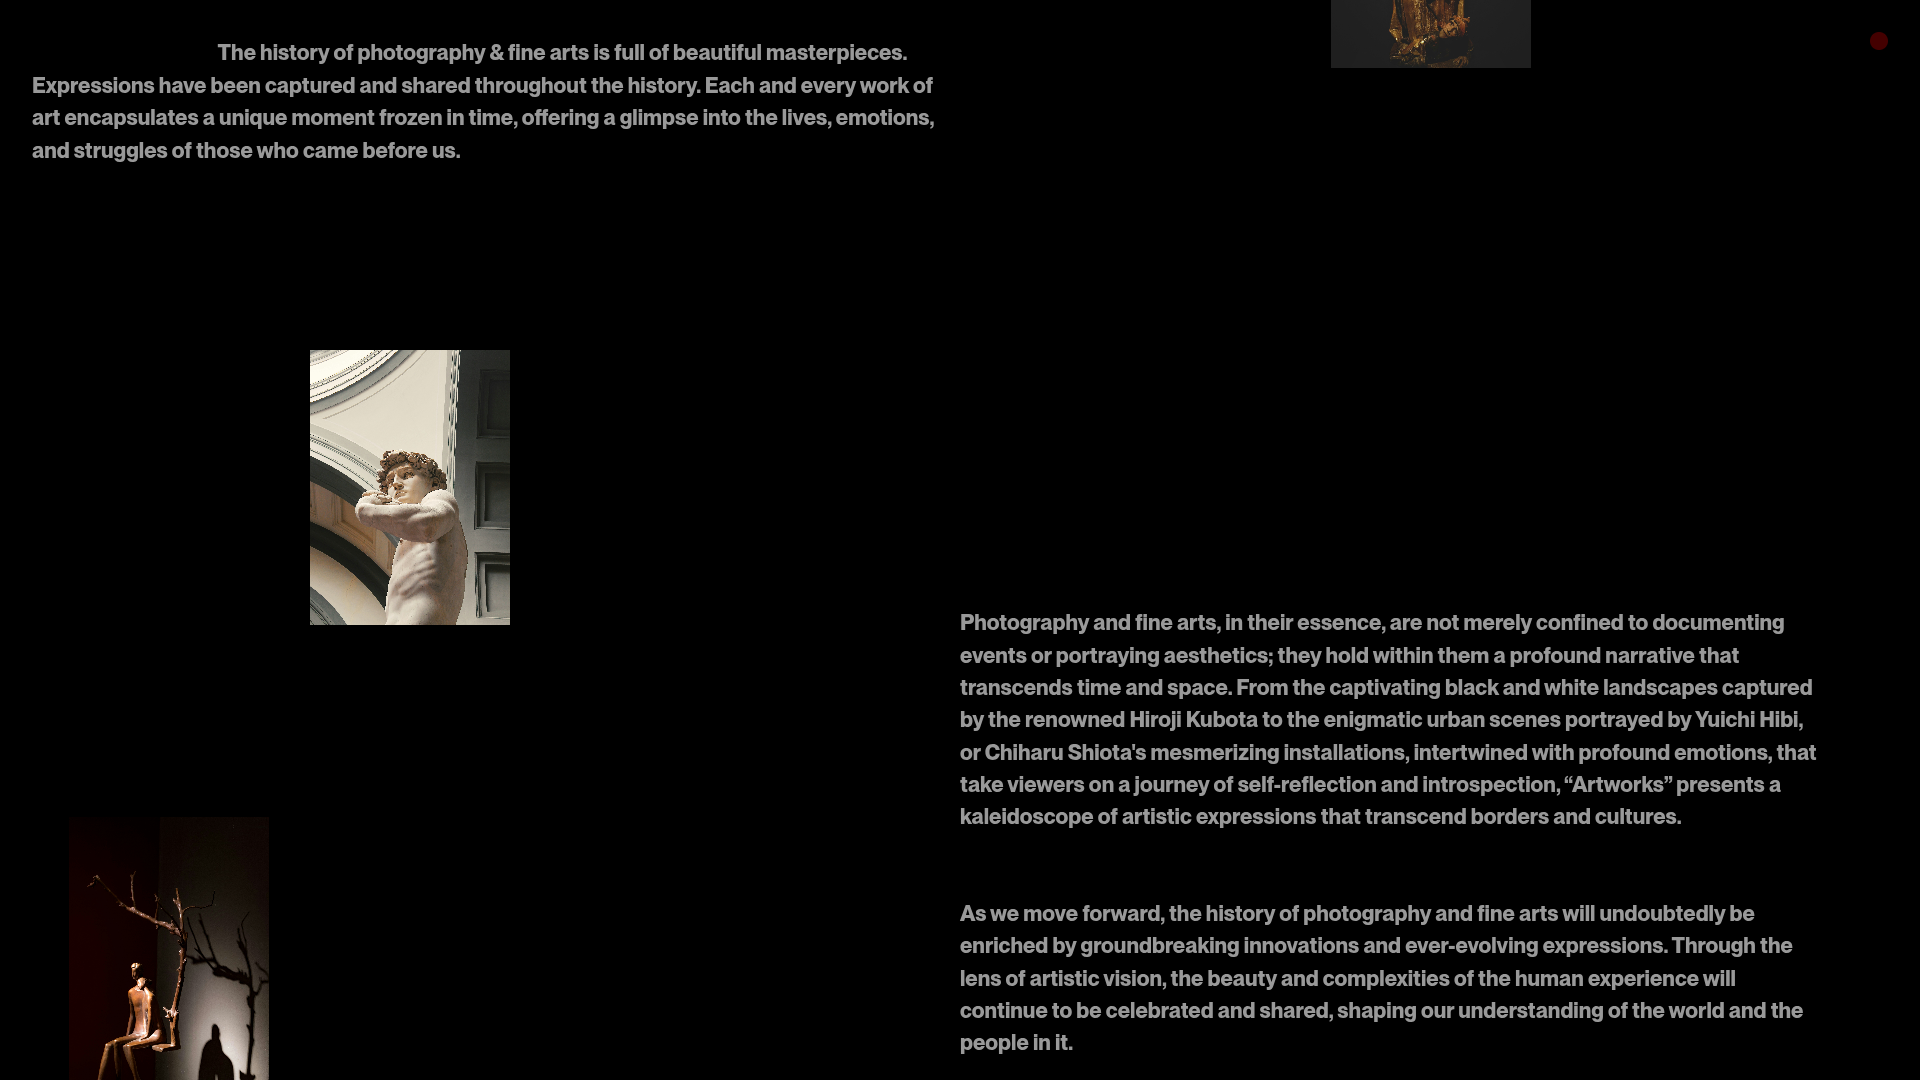 The history of photography & fine arts is full of beautiful masterpieces.
Expressions have been captured and shared throughout the history. Each and every work of
art encapsulates a unique moment frozen in time, offering a glimpse into the lives, emotions,
and struggles of those who came before us.
Photography and fine arts, in their essence, are not merely confined to documenting
events or portraying aesthetics; they hold within them a profound narrative that
transcends time and space. From the captivating black and white landscapes captured
by the renowned Hiroji Kubota to the enigmatic urban scenes portrayed by Yuichi Hibi,
or Chiharu Shiota's mesmerizing installations, intertwined with profound emotions, that
take viewers on a journey of self-reflection and introspection, “Artworks” presents a
kaleidoscope of artistic expressions that transcend borders and cultures.
As we move forward, the history of photography and fine arts will undoubtedly be
enriched by groundbreaking innovations and ever-evolving expressions. Through the
lens of artistic vision, the beauty and complexities of the human experience will
continue to be celebrated and shared, shaping our understanding of the world and the
people in it.